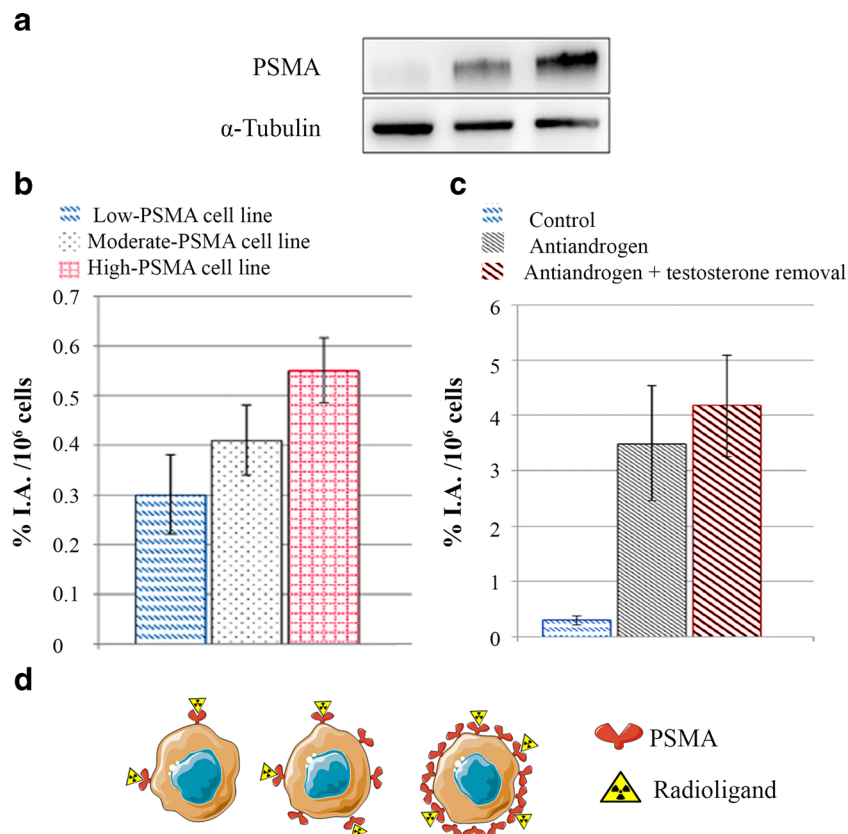 a
PSMA
α-Tubulin
b
Low-PSMA cell line
Moderate-PSMA cell line
High-PSMA cell line
0.7
0.6
0.5
0.4
0.3
0.2
0.1
0
% I.A. /10⁶ cells
c
Control
Antiandrogen
Antiandrogen + testosterone removal
6
5
4
3
2
1
0
% I.A. /10⁶ cells
d
PSMA
Radioligand